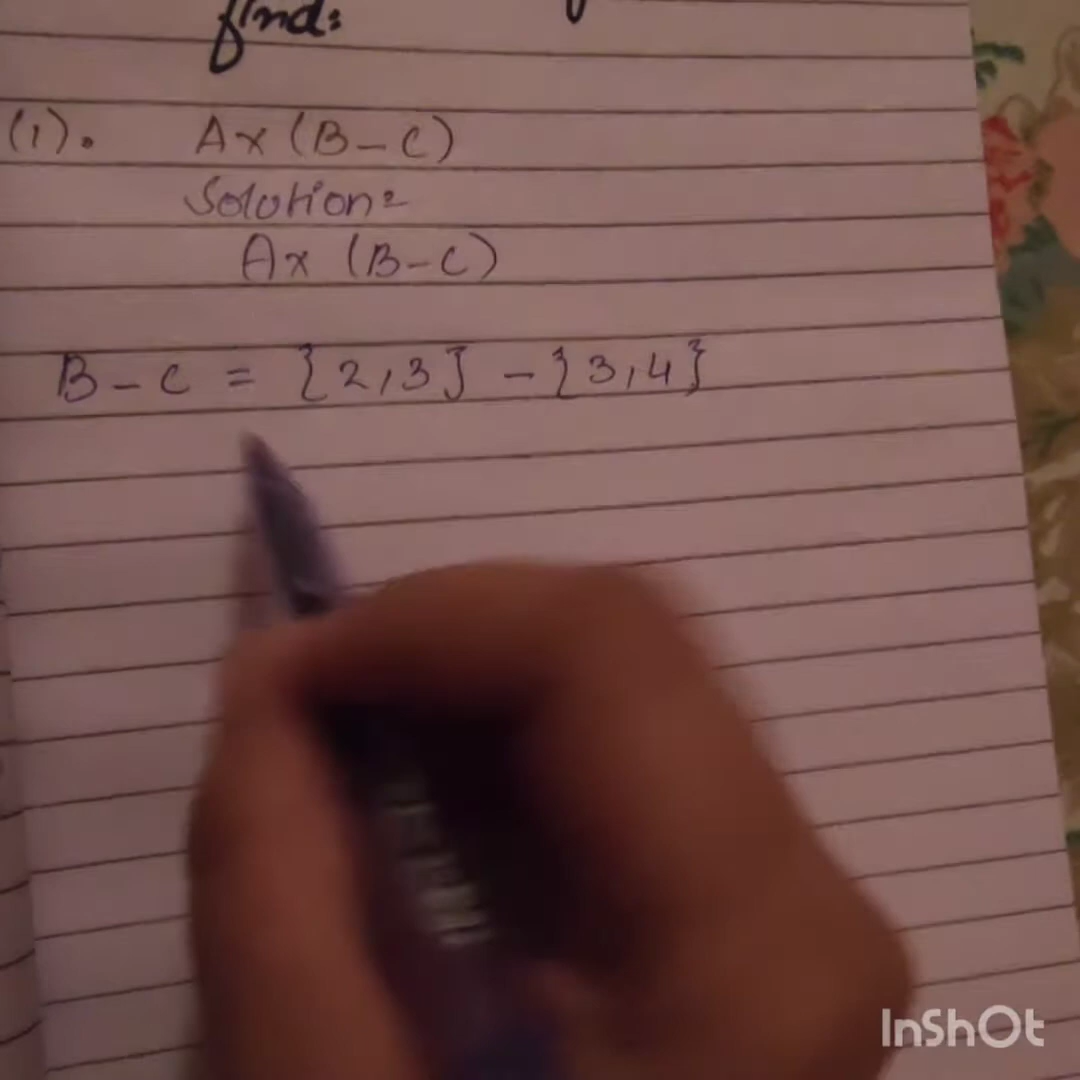 find:
(1). A x (B - C)
Solution:
A x (B - C)
B - C = {2,3} - {3,4}
InShOt